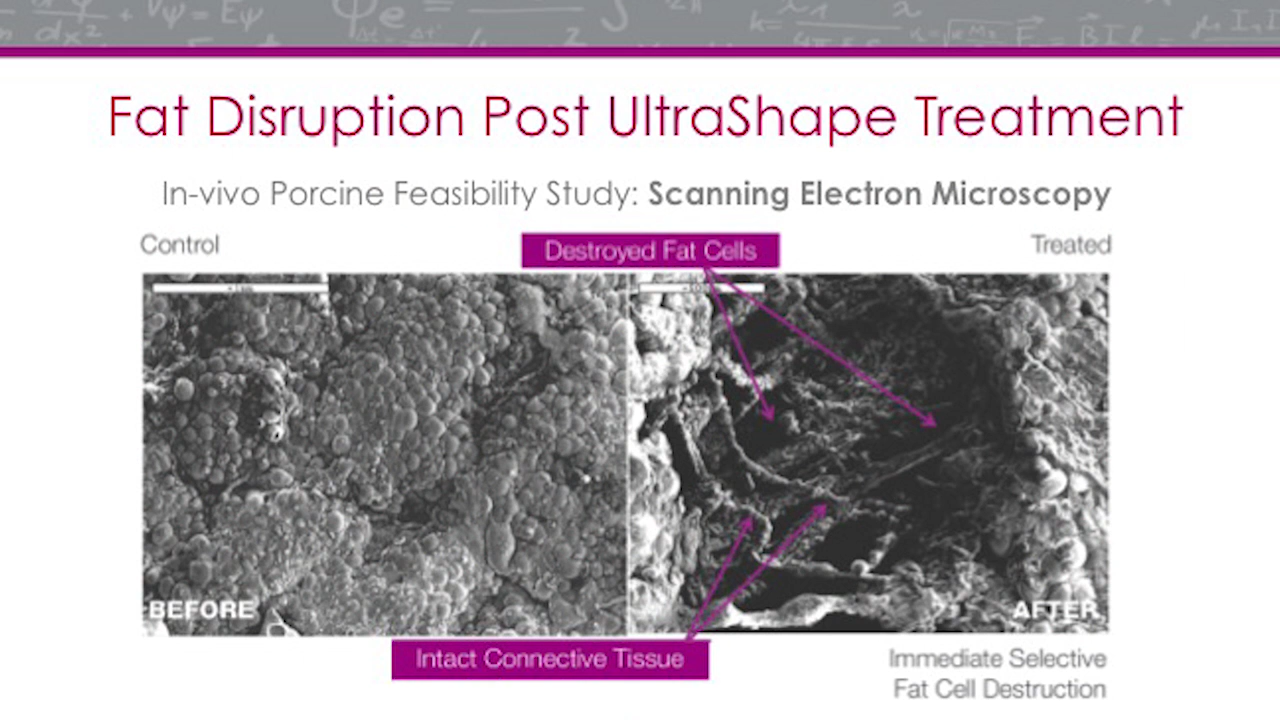 Fat Disruption Post UltraShape Treatment
In-vivo Porcine Feasibility Study: Scanning Electron Microscopy
Control
Destroyed Fat Cells
Treated
BEFORE
AFTER
Intact Connective Tissue
Immediate Selective
Fat Cell Destruction